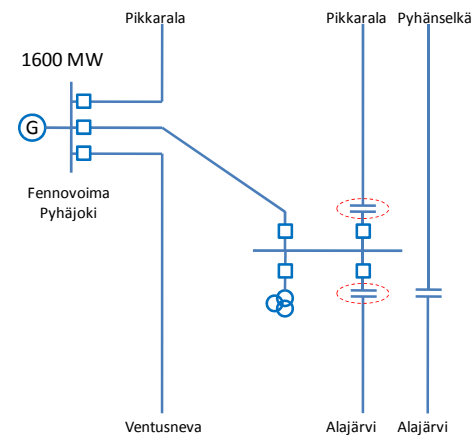 Pikkarala
Pikkarala
Pyhänselkä
1600 MW
G
Fennovoima
Pyhäjoki
Ventusneva
Alajärvi
Alajärvi